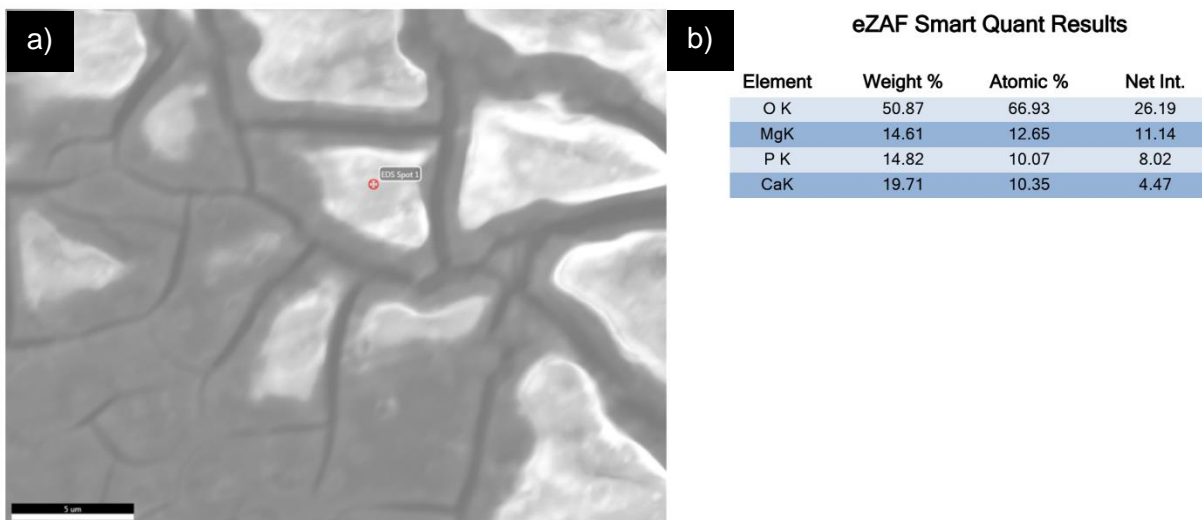 a)
EDS Spot 1
5 um
b)
eZAF Smart Quant Results
Element Weight % Atomic % Net Int.
O K 50.87 66.93 26.19
MgK 14.61 12.65 11.14
P K 14.82 10.07 8.02
CaK 19.71 10.35 4.47